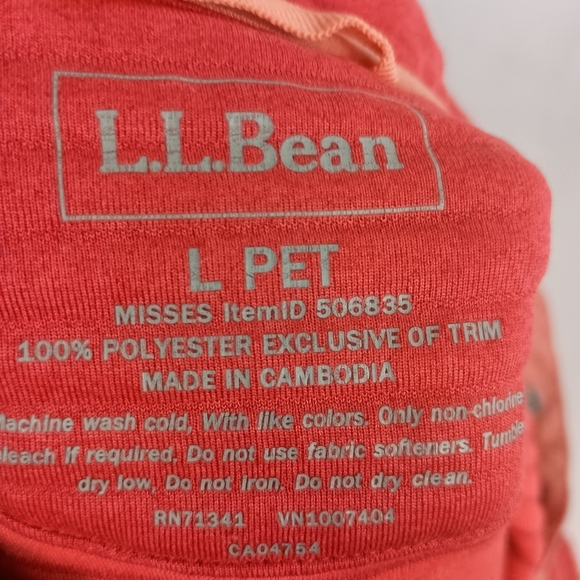 L.L.Bean
L PET
MISSES ItemID 506835
100% POLYESTER EXCLUSIVE OF TRIM
MADE IN CAMBODIA
Machine wash cold, With like colors. Only non-chlorine
bleach if required. Do not use fabric softeners. Tumble
dry low, Do not iron. Do not dry clean.
RN71341 VN1007404
CA04754